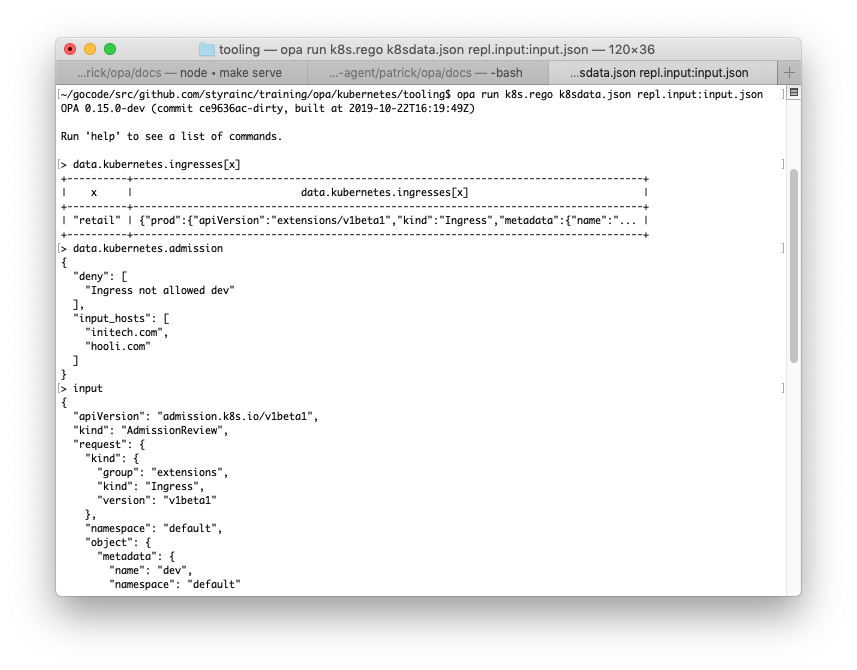 tooling — opa run k8s.rego k8sdata.json repl.input:input.json — 120×36
...rick/opa/docs — node ◂ make serve
...-agent/patrick/opa/docs — -bash
...sdata.json repl.input:input.json
[~/gocode/src/github.com/styrainc/training/opa/kubernetes/tooling$ opa run k8s.rego k8sdata.json repl.input:input.json ]
OPA 0.15.0-dev (commit ce9636ac-dirty, built at 2019-10-22T16:19:49Z)
Run 'help' to see a list of commands.
[> data.kubernetes.ingresses[x] ]
+----------+-------------------------------------------------------------------------------------+
| x | data.kubernetes.ingresses[x] |
+----------+-------------------------------------------------------------------------------------+
| "retail" | {"prod":{"apiVersion":"extensions/v1beta1","kind":"Ingress","metadata":{"name":"... |
+----------+-------------------------------------------------------------------------------------+
[> data.kubernetes.admission ]
{
"deny": [
"Ingress not allowed dev"
],
"input_hosts": [
"initech.com",
"hooli.com"
]
}
[> input ]
{
"apiVersion": "admission.k8s.io/v1beta1",
"kind": "AdmissionReview",
"request": {
"kind": {
"group": "extensions",
"kind": "Ingress",
"version": "v1beta1"
},
"namespace": "default",
"object": {
"metadata": {
"name": "dev",
"namespace": "default"